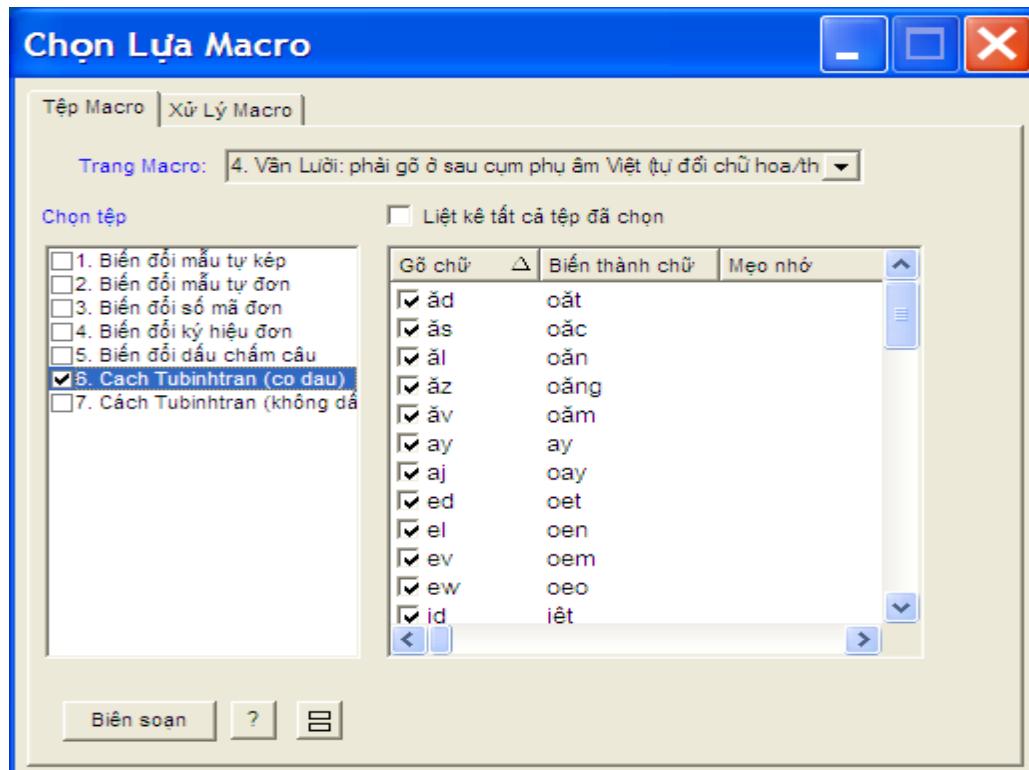 Chọn Lựa Macro
Tệp Macro Xử Lý Macro
Trang Macro: 4. Vần Lười: phải gõ ở sau cụm phụ âm Việt (tự đổi chữ hoa/th
Chọn tệp
Liệt kê tất cả tệp đã chọn
1. Biến đổi mẫu tự kép
2. Biến đổi mẫu tự đơn
3. Biến đổi số mã đơn
4. Biến đổi ký hiệu đơn
5. Biến đổi dấu chấm câu
6. Cach Tubinhtran (co dau)
7. Cách Tubinhtran (không dấ
Gõ chữ Biến thành chữ Mẹo nhớ
ăd oăt
ăs oăc
ăl oăn
ăz oăng
ăv oăm
ay ay
aj oay
ed oet
el oen
ev oem
ew oeo
id iêt
Biên soạn ?